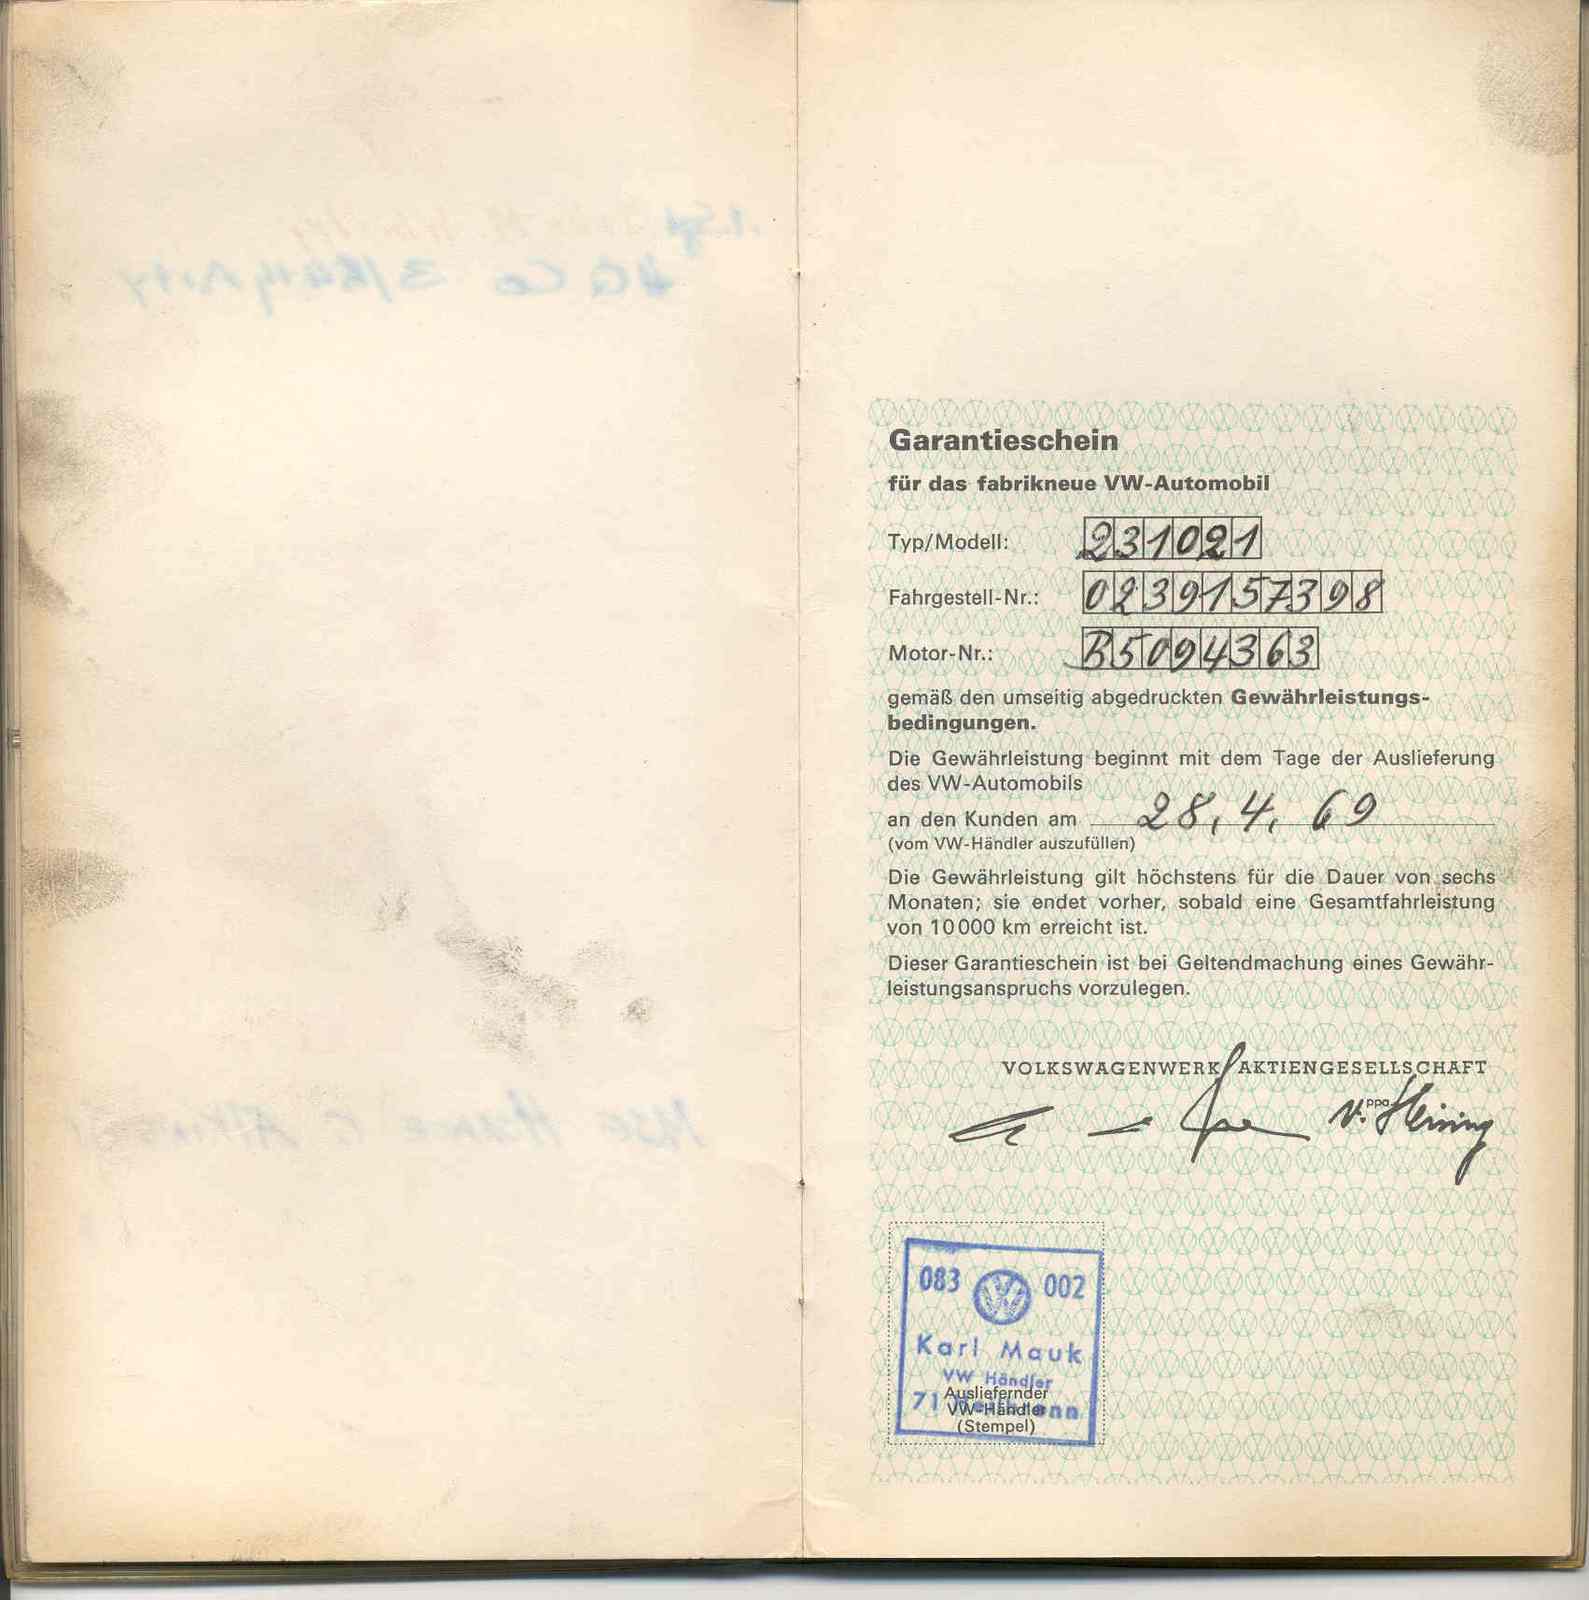 Garantieschein
für das fabrikneue VW-Automobil
Typ/Modell: 231021
Fahrgestell-Nr.: 0239157398
Motor-Nr.: B5094363
gemäß den umseitig abgedruckten Gewährleistungs-
bedingungen.
Die Gewährleistung beginnt mit dem Tage der Auslieferung
des VW-Automobils
an den Kunden am 28.4.69
(vom VW-Händler auszufüllen)
Die Gewährleistung gilt höchstens für die Dauer von sechs
Monaten; sie endet vorher, sobald eine Gesamtfahrleistung
von 10000 km erreicht ist.
Dieser Garantieschein ist bei Geltendmachung eines Gewähr-
leistungsanspruchs vorzulegen.
VOLKSWAGENWERK AKTIENGESELLSCHAFT
ppa
083 002
Karl Mauk
VW Händler
Ausliefernder
71 Heilbronn
VW-Händler
(Stempel)